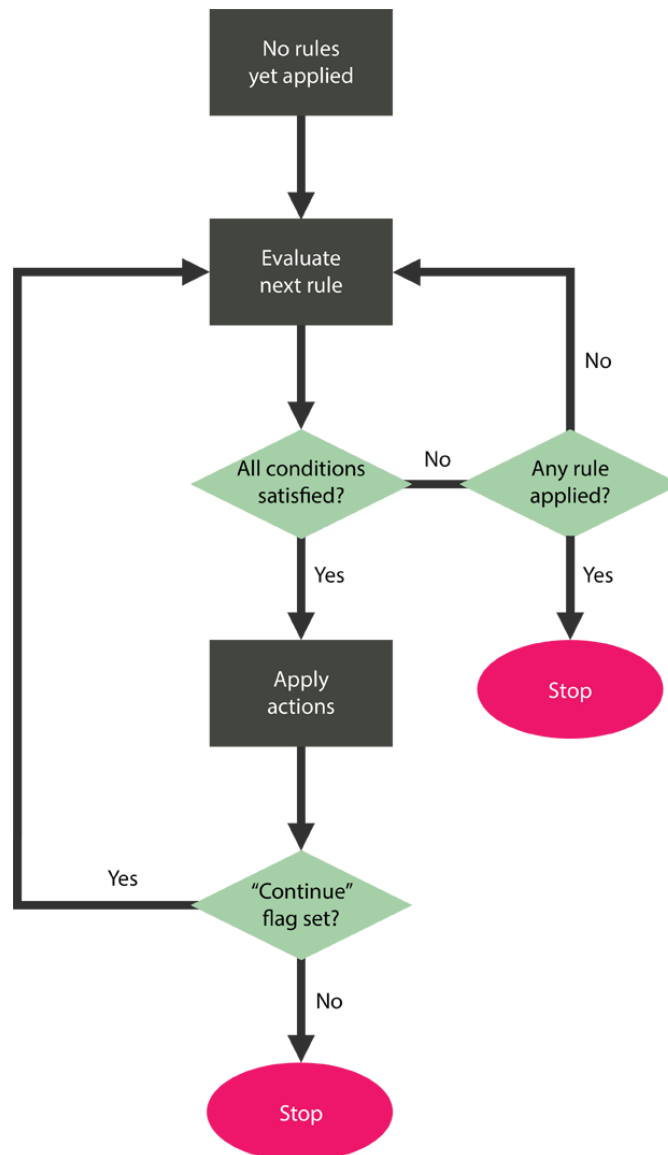 No rules
yet applied
Evaluate
next rule
No
All conditions
satisfied?
No
Any rule
applied?
Yes
Yes
Apply
actions
Stop
Yes
“Continue”
flag set?
No
Stop